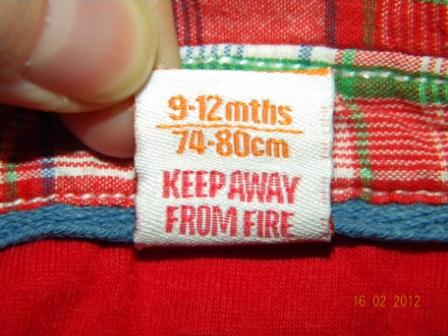 9-12mths
74-80cm
KEEP AWAY
FROM FIRE
16 02 2012